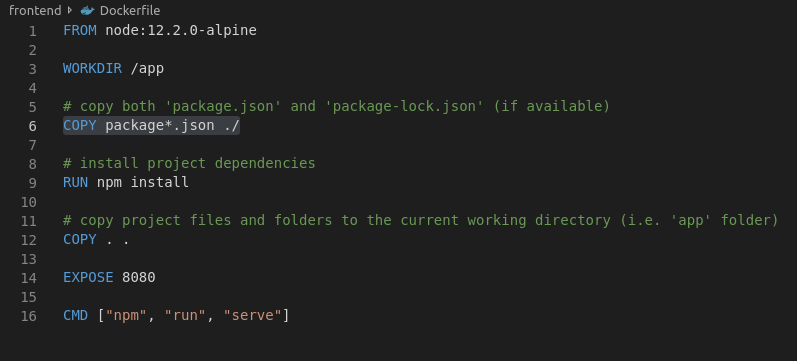 frontend Dockerfile
1 FROM node:12.2.0-alpine
2
3 WORKDIR /app
4
5 # copy both 'package.json' and 'package-lock.json' (if available)
6 COPY package*.json ./
7
8 # install project dependencies
9 RUN npm install
10
11 # copy project files and folders to the current working directory (i.e. 'app' folder)
12 COPY . .
13
14 EXPOSE 8080
15
16 CMD ["npm", "run", "serve"]